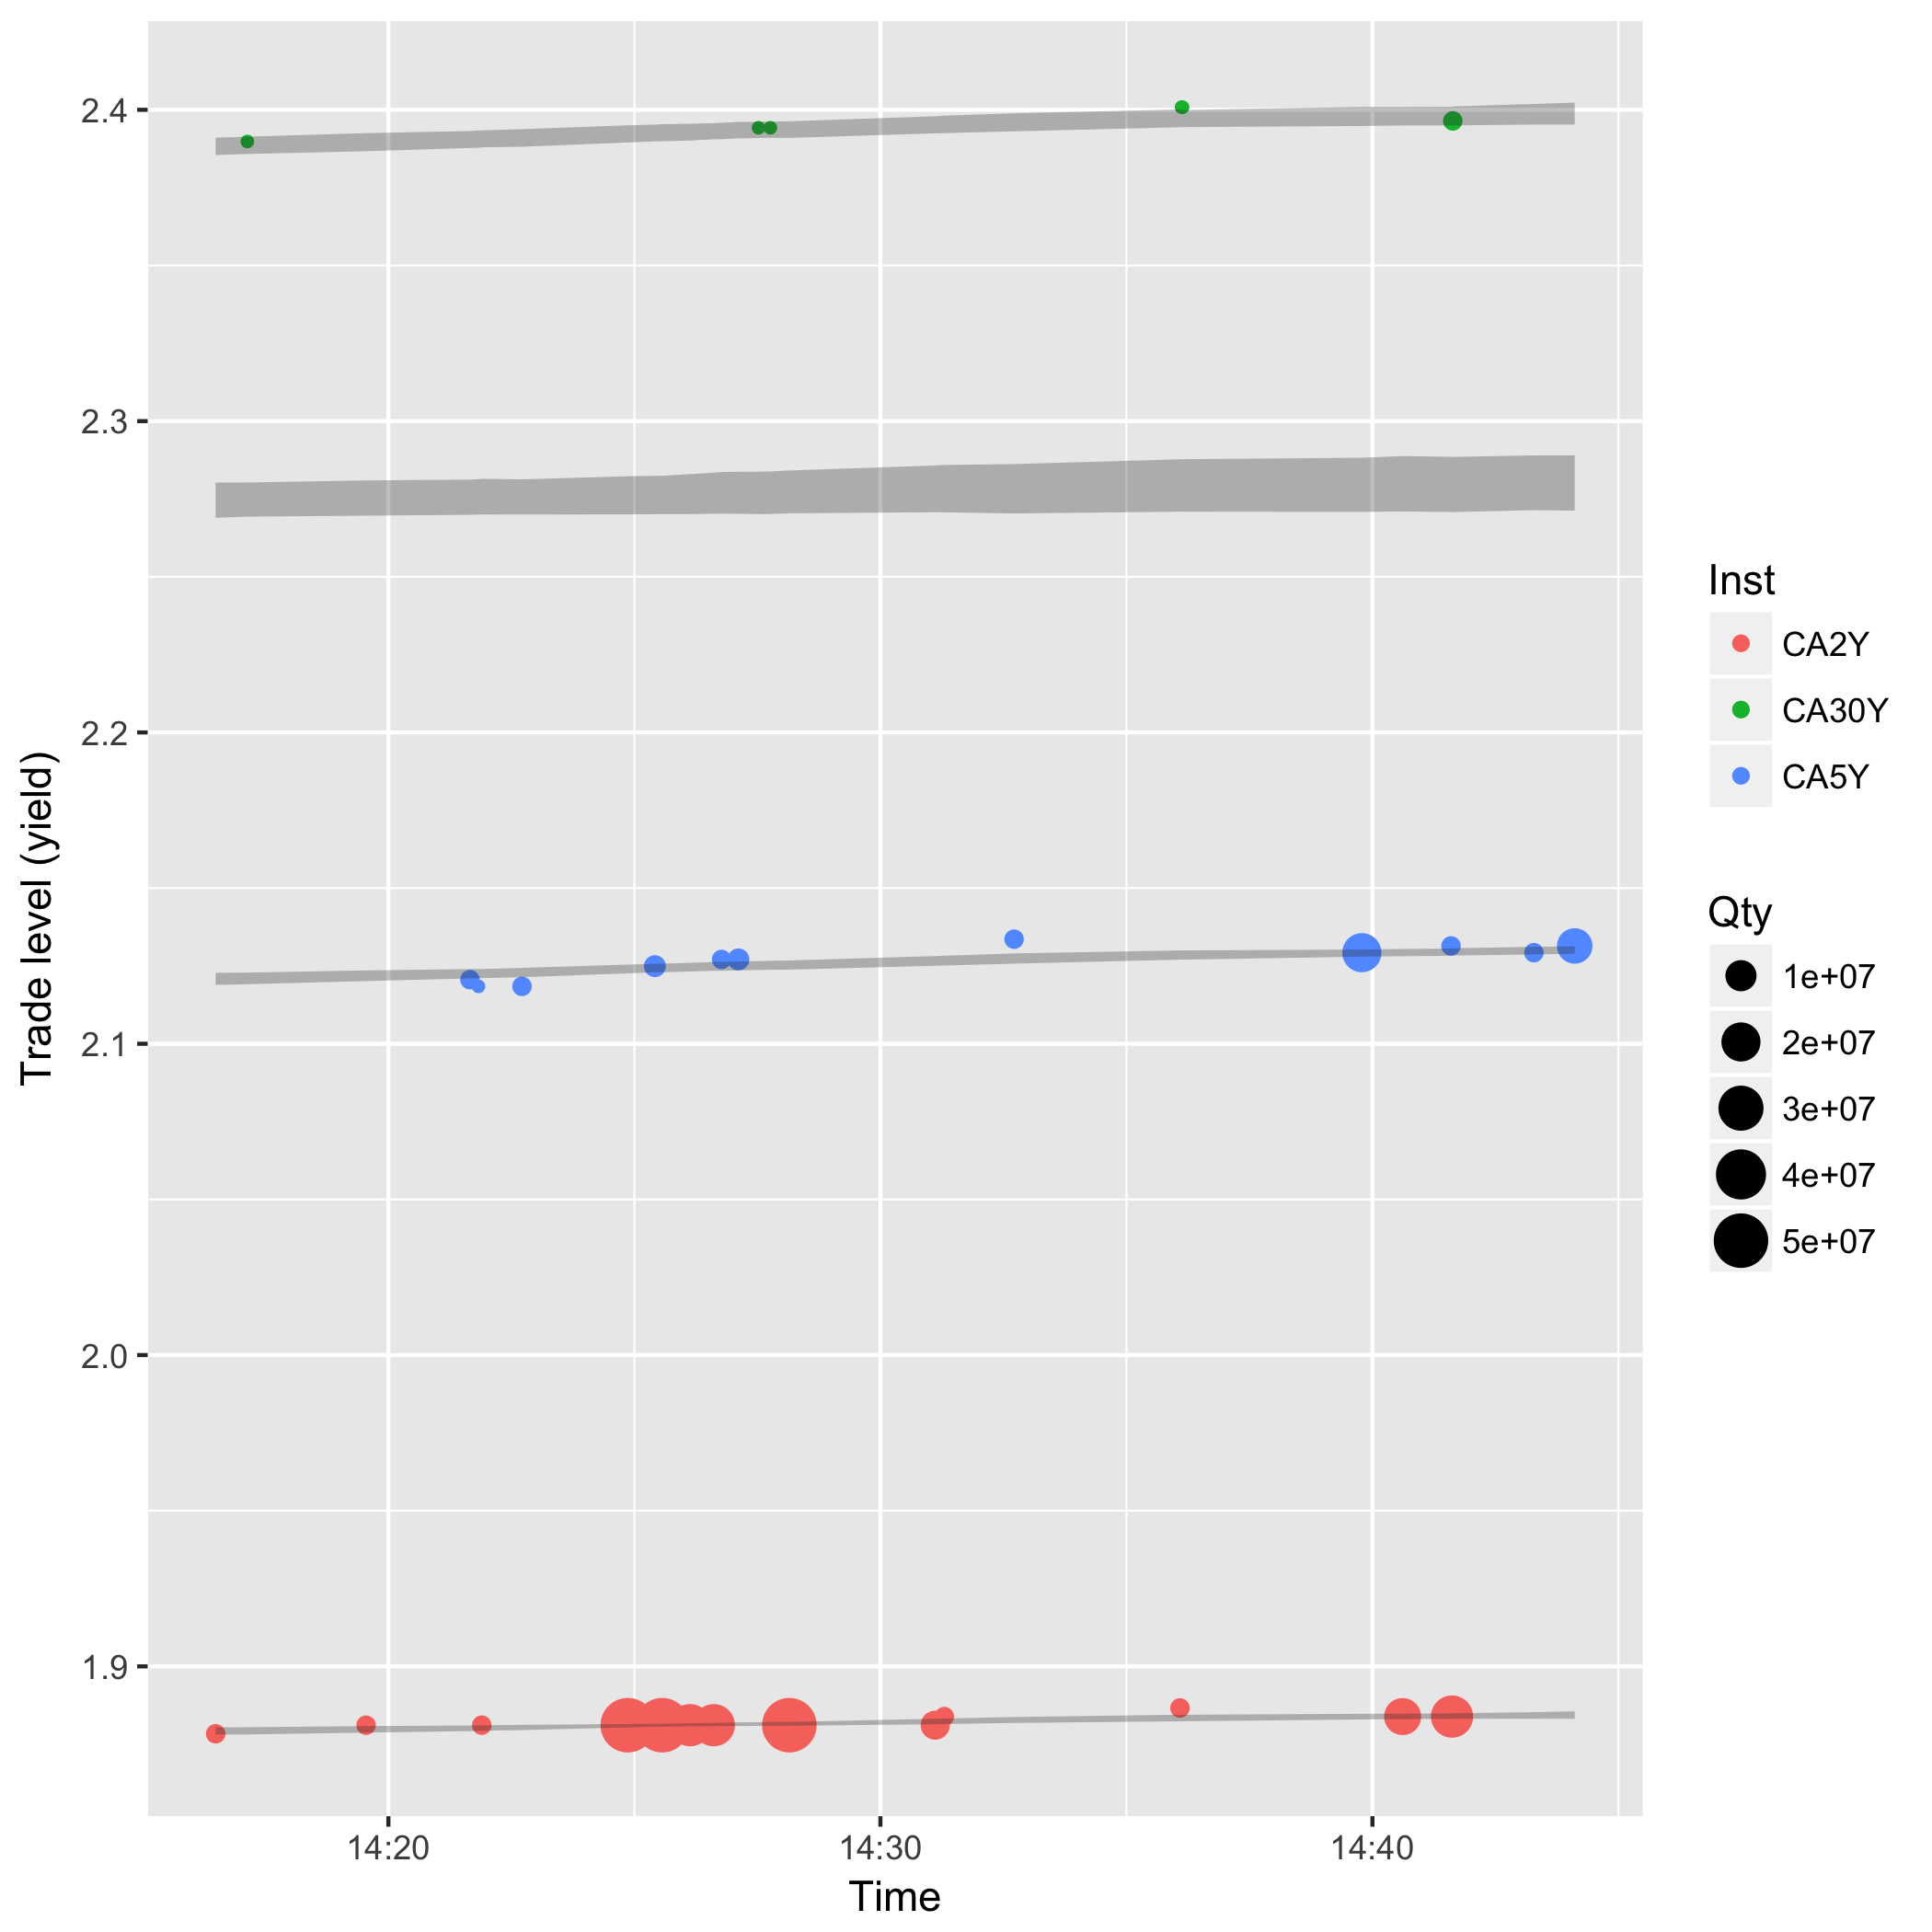 2.4
2.3
2.2
2.1
2.0
1.9
Trade level (yield)
14:20
14:30
14:40
Time
Inst
CA2Y
CA30Y
CA5Y
Qty
1e+07
2e+07
3e+07
4e+07
5e+07